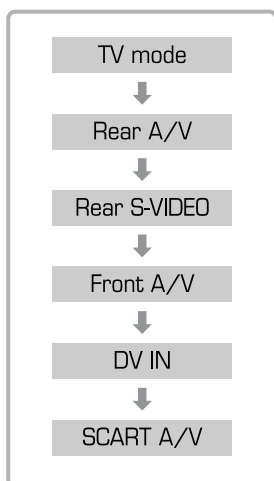 TV mode
Rear A/V
Rear S-VIDEO
Front A/V
DV IN
SCART A/V